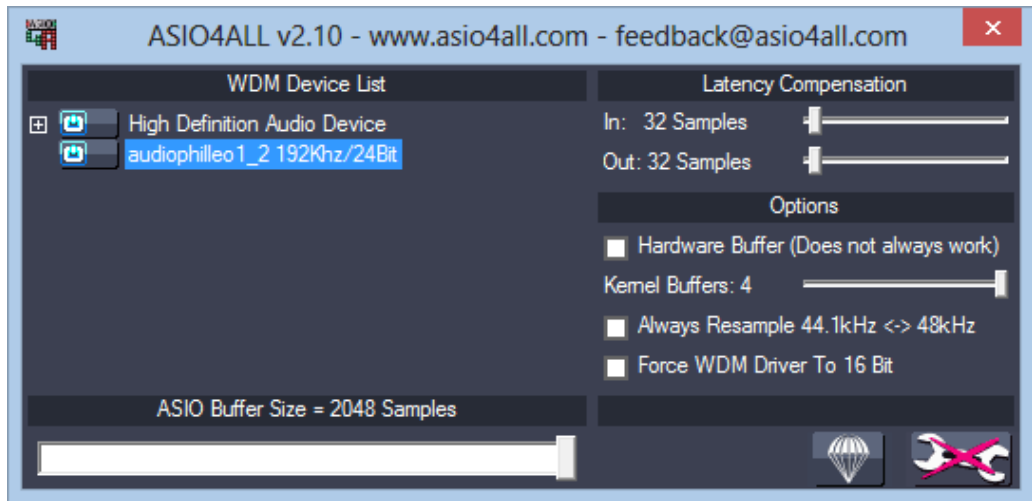 ASIO4ALL v2.10 - www.asio4all.com - feedback@asio4all.com
WDM Device List
High Definition Audio Device
audiophilleo1_2 192Khz/24Bit
Latency Compensation
In: 32 Samples
Out: 32 Samples
Options
Hardware Buffer (Does not always work)
Kernel Buffers: 4
Always Resample 44.1kHz <-> 48kHz
Force WDM Driver To 16 Bit
ASIO Buffer Size = 2048 Samples